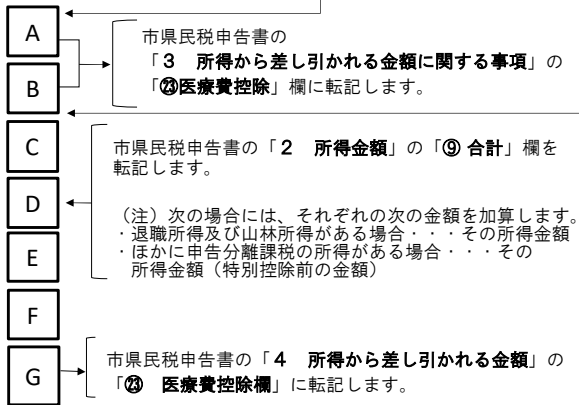 A
市県民税申告書の
「３　所得から差し引かれる金額に関する事項」の
B
「㉓医療費控除」欄に転記します。
C
市県民税申告書の「２　所得金額」の「⑨ 合計」欄を
転記します。
D
（注）次の場合には、それぞれの次の金額を加算します。
・退職所得及び山林所得がある場合・・・その所得金額
E
・ほかに申告分離課税の所得がある場合・・・その
所得金額（特別控除前の金額）
F
市県民税申告書の「４　所得から差し引かれる金額」の
G
「㉓　医療費控除欄」に転記します。